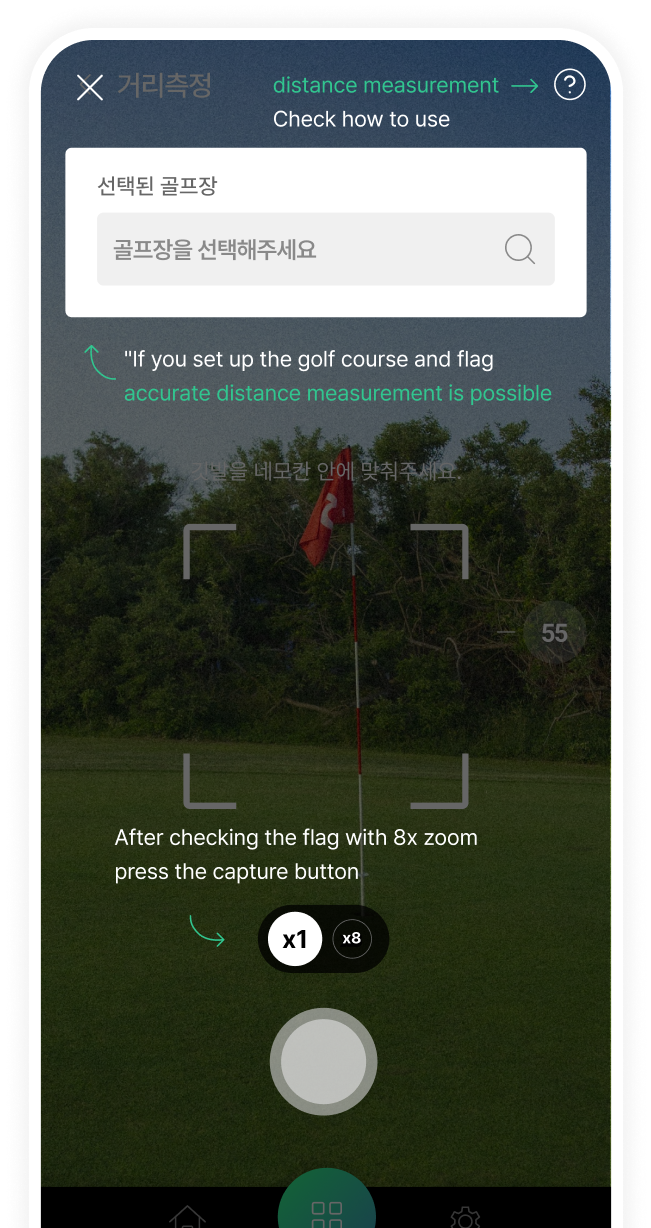 거리측정
distance measurement
Check how to use
선택된 골프장
골프장을 선택해주세요
"If you set up the golf course and flag
accurate distance measurement is possible
깃발을 네모칸 안에 맞춰주세요.
55
After checking the flag with 8x zoom
press the capture button
x1 x8